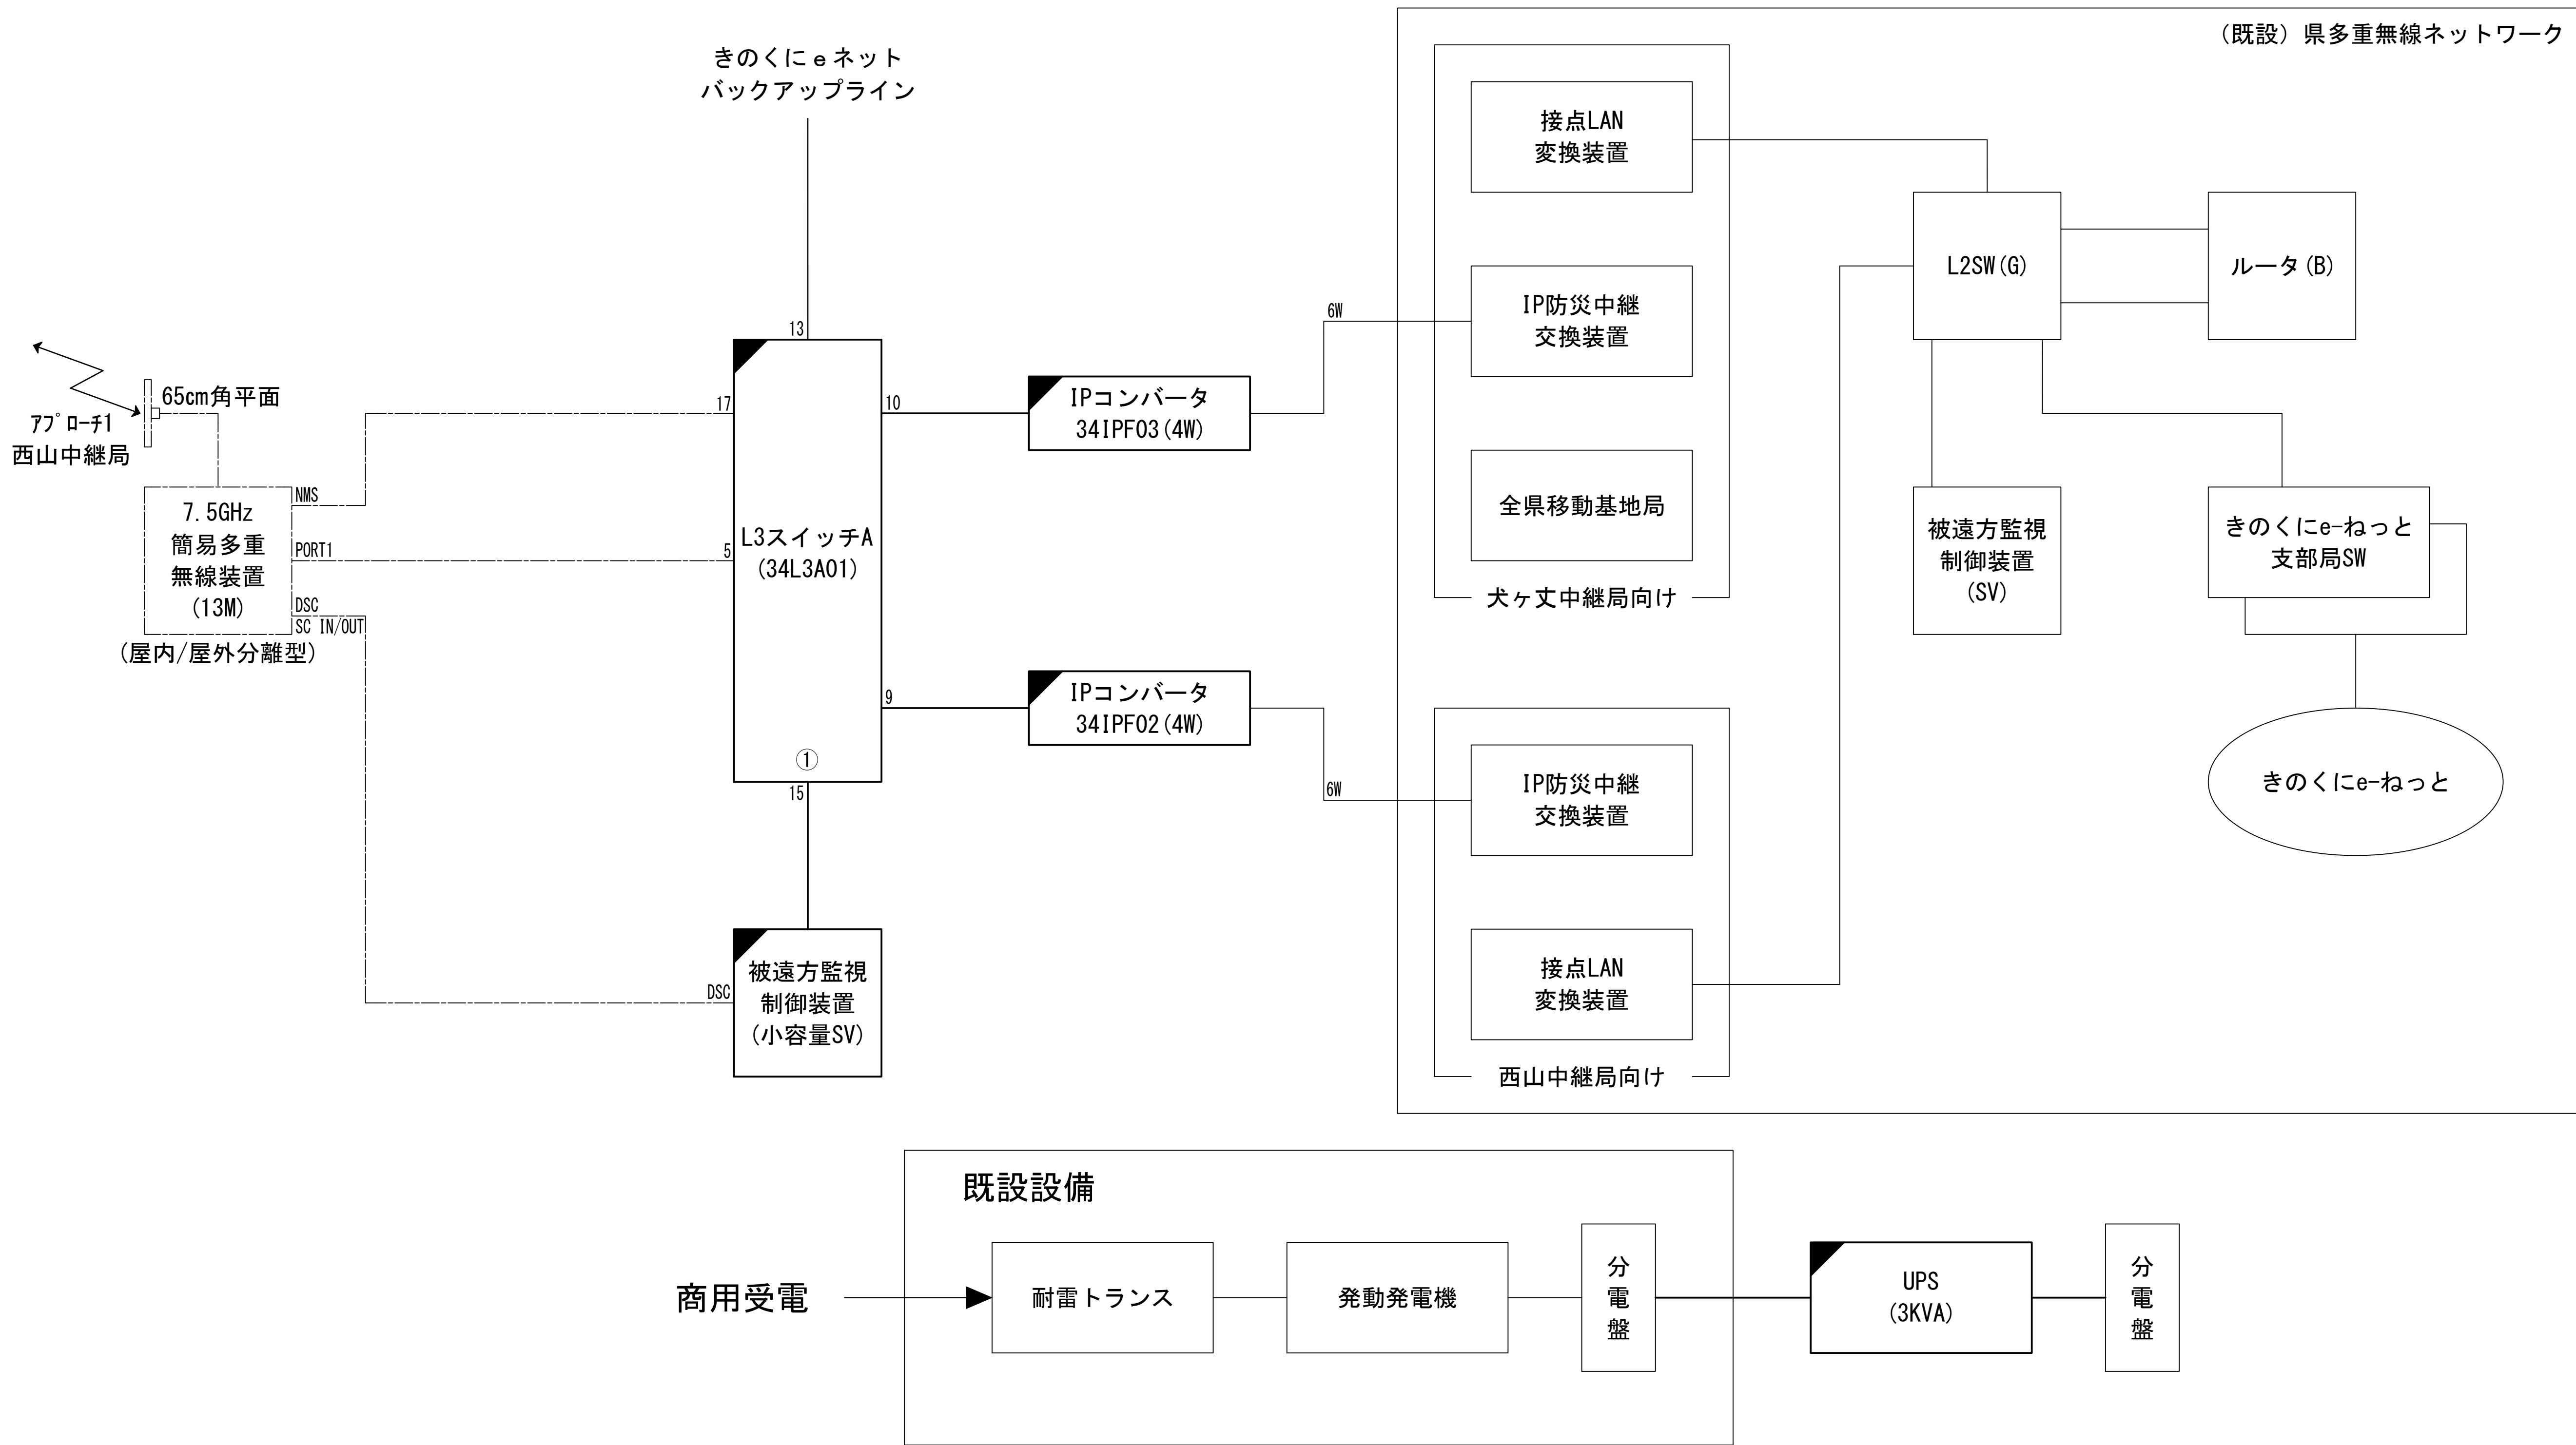 (既設) 県多重無線ネットワーク
きのくにｅネット
バックアップライン
接点LAN
変換装置
L2SW(G)
ルータ(B)
IP防災中継
交換装置
6W
13
65cm角平面
17
10
IPコンバータ
34IPF03(4W)
ｱﾌﾟﾛｰﾁ1
西山中継局
NMS
7.5GHz
簡易多重
無線装置
(13M)
PORT1
5
DSC
SC IN/OUT
(屋内/屋外分離型)
L3スイッチA
(34L3A01)
全県移動基地局
犬ヶ丈中継局向け
被遠方監視
制御装置
(SV)
きのくにe-ねっと
支部局SW
9
IPコンバータ
34IPF02(4W)
①
15
6W
IP防災中継
交換装置
きのくにe-ねっと
DSC
被遠方監視
制御装置
(小容量SV)
接点LAN
変換装置
西山中継局向け
既設設備
商用受電
耐雷トランス
発動発電機
分電盤
UPS
(3KVA)
分電盤